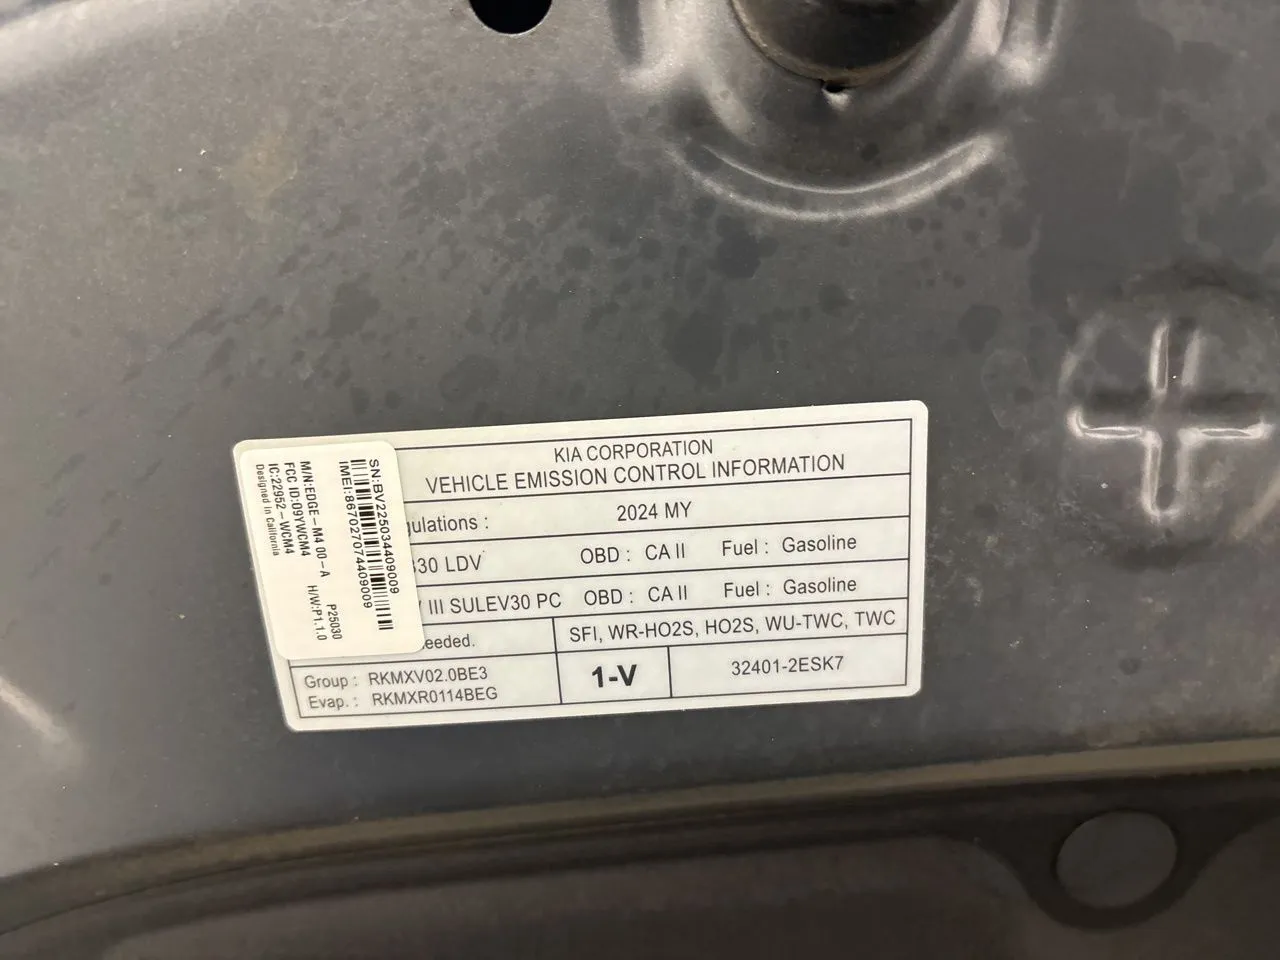 KIA CORPORATION
VEHICLE EMISSION CONTROL INFORMATION
gulations : 2024 MY
30 LDV OBD : CA II Fuel : Gasoline
III SULEV30 PC OBD : CA II Fuel : Gasoline
eeded. SFI, WR-HO2S, HO2S, WU-TWC, TWC
Group : RKMXV02.0BE3
Evap. : RKMXR0114BEG
1-V
32401-2ESK7
SN:BV225034409009
IMEI:867027074409009
M/N:EDGE-M4 00-A P25030
FCC ID:09YWCM4 H/W:P1.1.0
IC:22952-WCM4
Designed in California